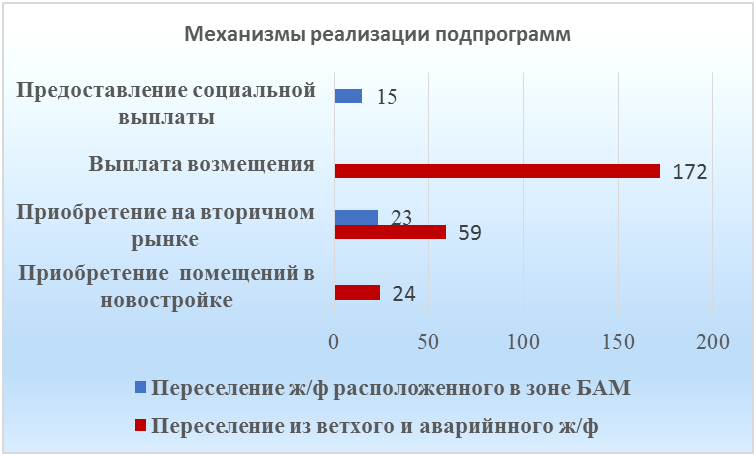 Механизмы реализации подпрограмм
Предоставление социальной
выплаты
15
Выплата возмещения
172
Приобретение на вторичном
рынке
23
59
Приобретение помещений в
новостройке
24
0 50 100 150 200
Переселение ж/ф расположенного в зоне БАМ
Переселение из ветхого и аварийнного ж/ф